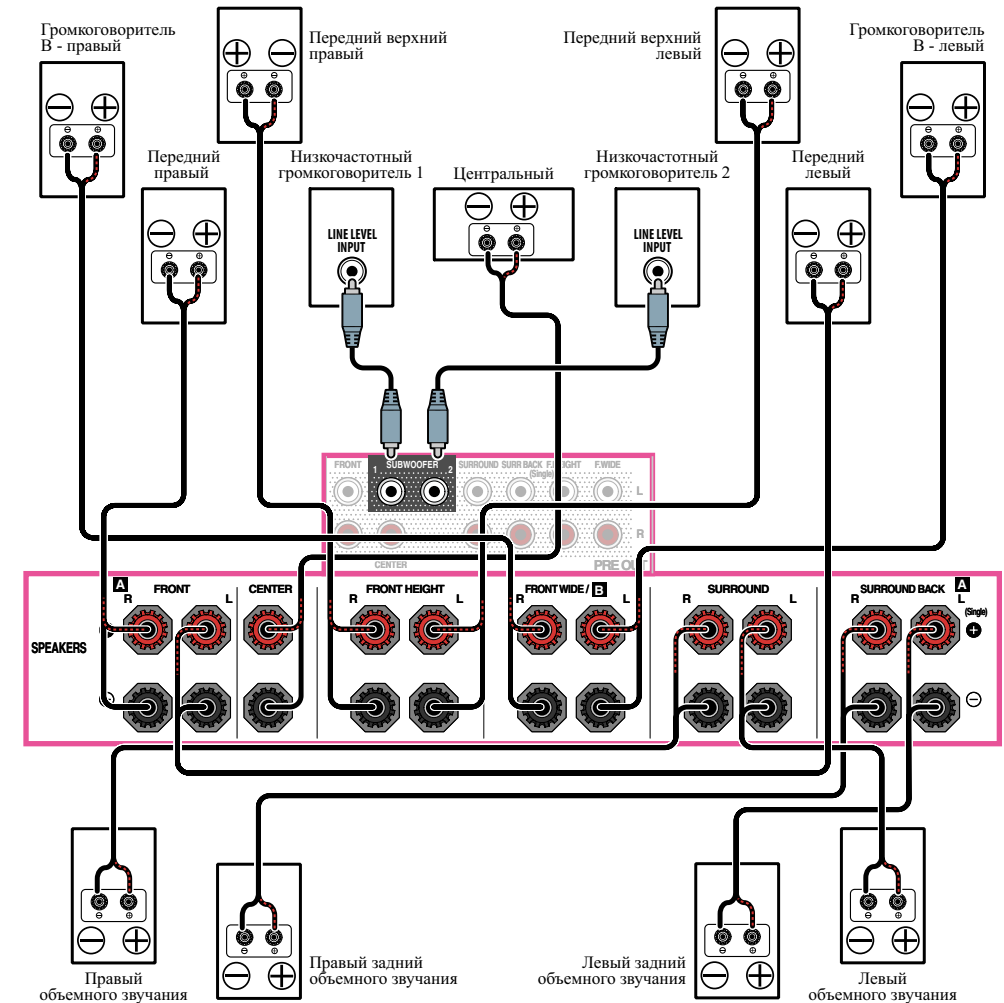 Громкоговоритель
В - правый
Передний верхний
правый
Передний верхний
левый
Громкоговоритель
В - левый
Передний
правый
Низкочастотный
громкоговоритель 1
Центральный
Низкочастотный
громкоговоритель 2
Передний
левый
LINE LEVEL
INPUT
LINE LEVEL
INPUT
FRONT
1 SUBWOOFER 2
SURROUND
SURR BACK
(Single)
F.WIDE
L
R
CENTER
PRE OUT
SPEAKERS
A
FRONT
R L
CENTER
FRONT HEIGHT
R L
FRONT WIDE / B
R L
SURROUND
R L
SURROUND BACK A
R L
(Single)
Правый
объемного звучания
Правый задний
объемного звучания
Левый задний
объемного звучания
Левый
объемного звучания